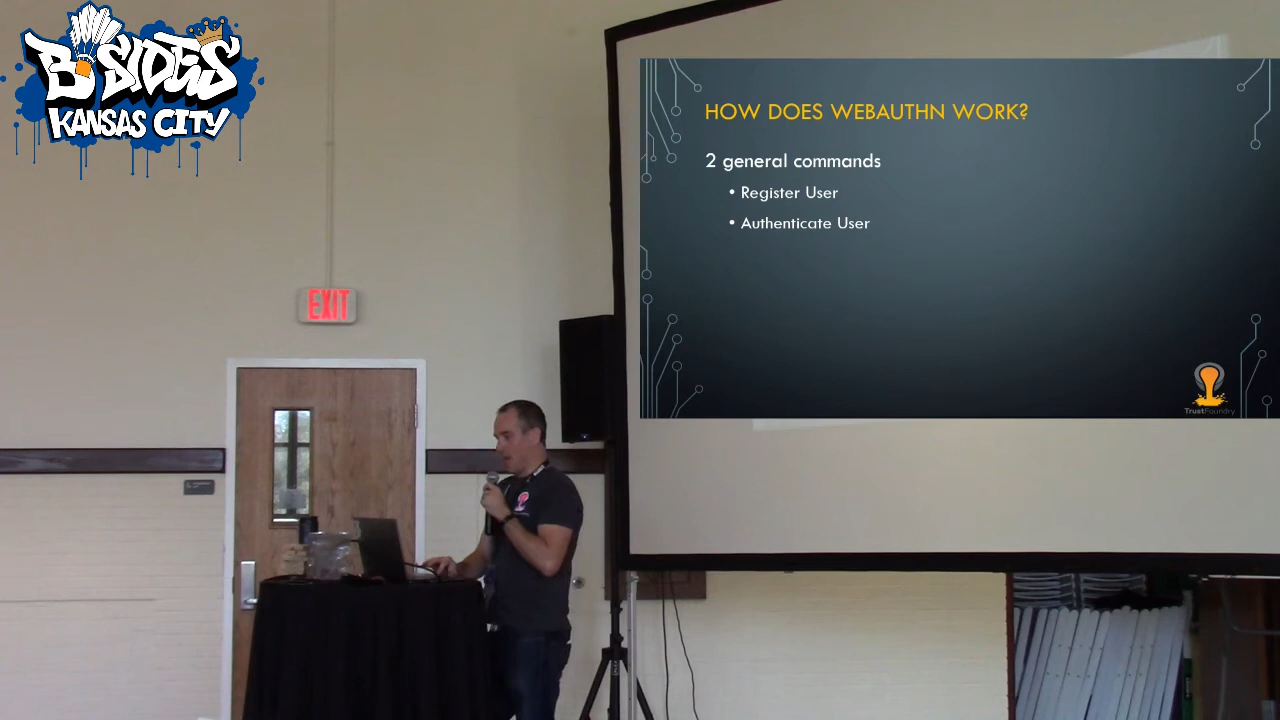 B-SIDES
KANSAS CITY
HOW DOES WEBAUTHN WORK?
2 general commands
• Register User
• Authenticate User
TrustFoundry
EXIT